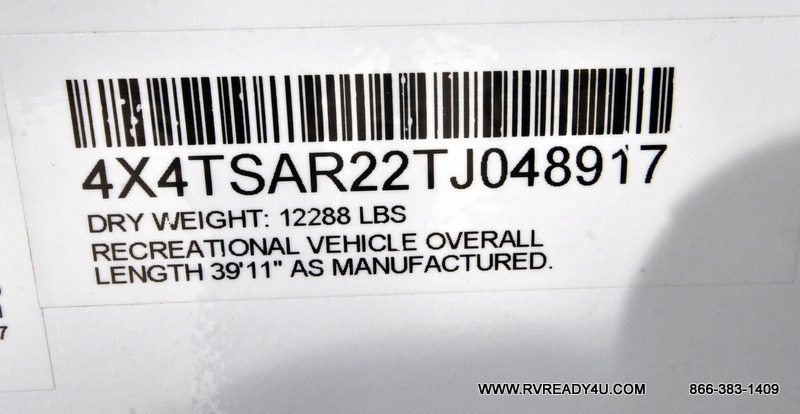 4X4TSAR22TJ048917
DRY WEIGHT: 12288 LBS
RECREATIONAL VEHICLE OVERALL
LENGTH 39'11" AS MANUFACTURED.
7
WWW.RVREADY4U.COM 866-383-1409